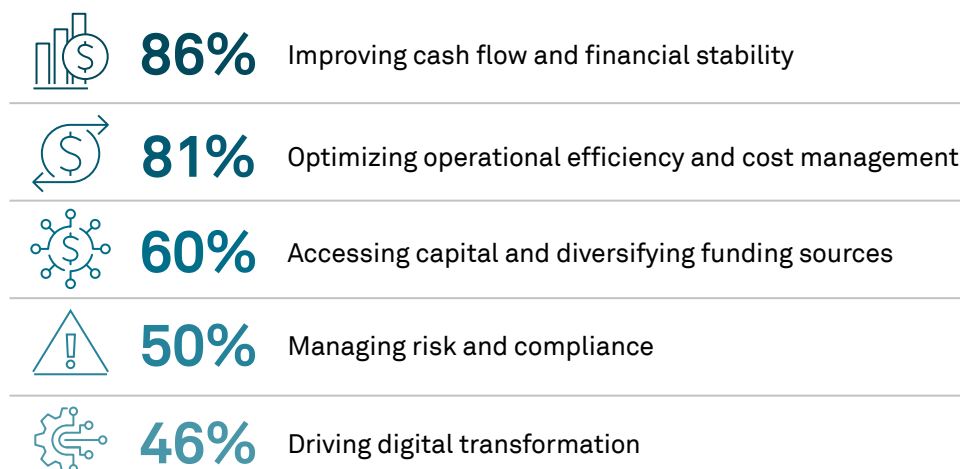 86% Improving cash flow and financial stability
81% Optimizing operational efficiency and cost management
60% Accessing capital and diversifying funding sources
50% Managing risk and compliance
46% Driving digital transformation